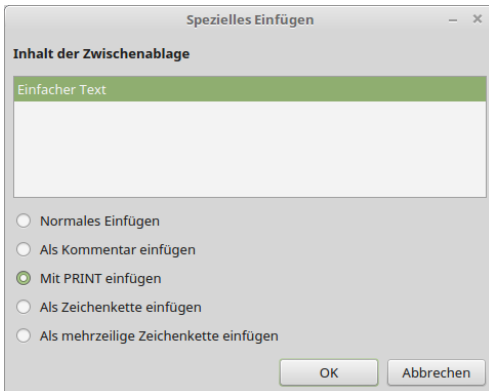 Spezielles Einfügen
Inhalt der Zwischenablage
Einfacher Text
Normales Einfügen
Als Kommentar einfügen
Mit PRINT einfügen
Als Zeichenkette einfügen
Als mehrzeilige Zeichenkette einfügen
OK Abbrechen